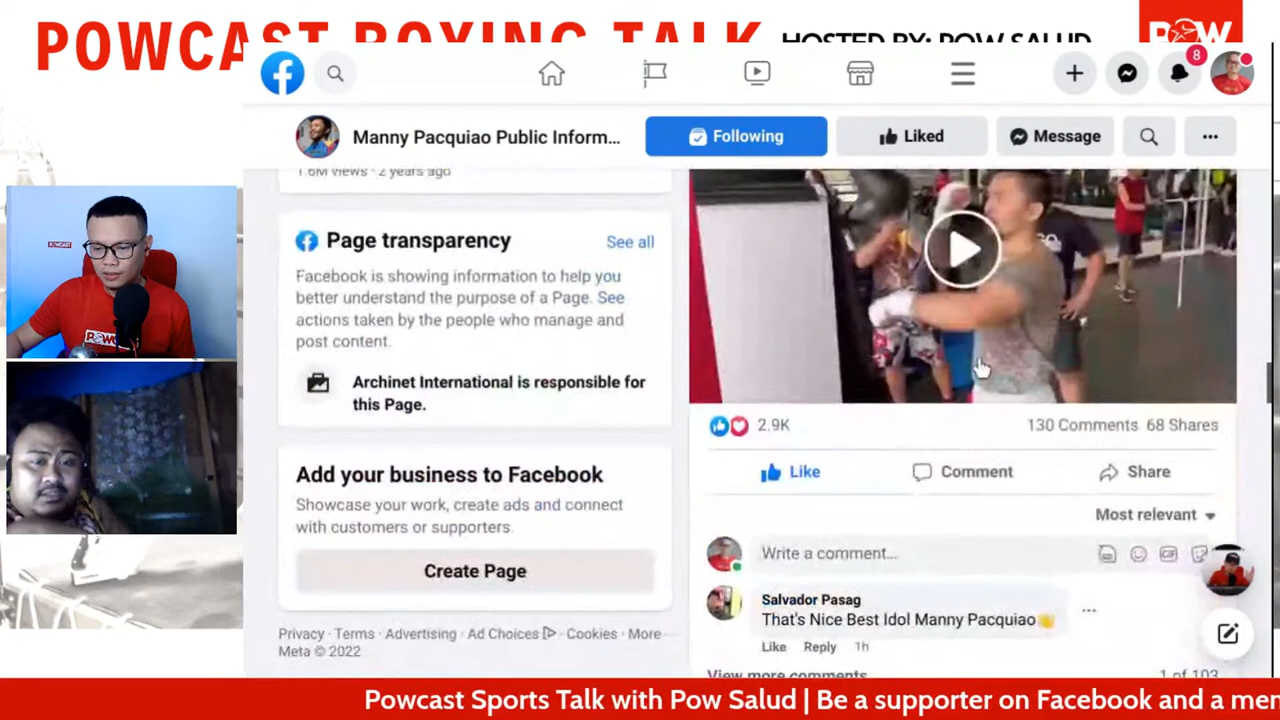 POWCAST BOXING TALK
HOSTED BY: POW SALUD
POW
8
Manny Pacquiao Public Inform...
Following
Liked
Message
1.6M views · 2 years ago
Page transparency
See all
Facebook is showing information to help you
better understand the purpose of a Page. See
actions taken by the people who manage and
post content.
Archinet International is responsible for
this Page.
Add your business to Facebook
Showcase your work, create ads and connect
with customers or supporters.
Create Page
Privacy · Terms · Advertising · Ad Choices · Cookies · More ·
Meta © 2022
2.9K
130 Comments 68 Shares
Like
Comment
Share
Most relevant
Write a comment...
GIF
Salvador Pasag
That's Nice Best Idol Manny Pacquiao
Like Reply 1h
View more comments
1 of 103
POWCAST
POWCAST
Powcast Sports Talk with Pow Salud | Be a supporter on Facebook and a mem